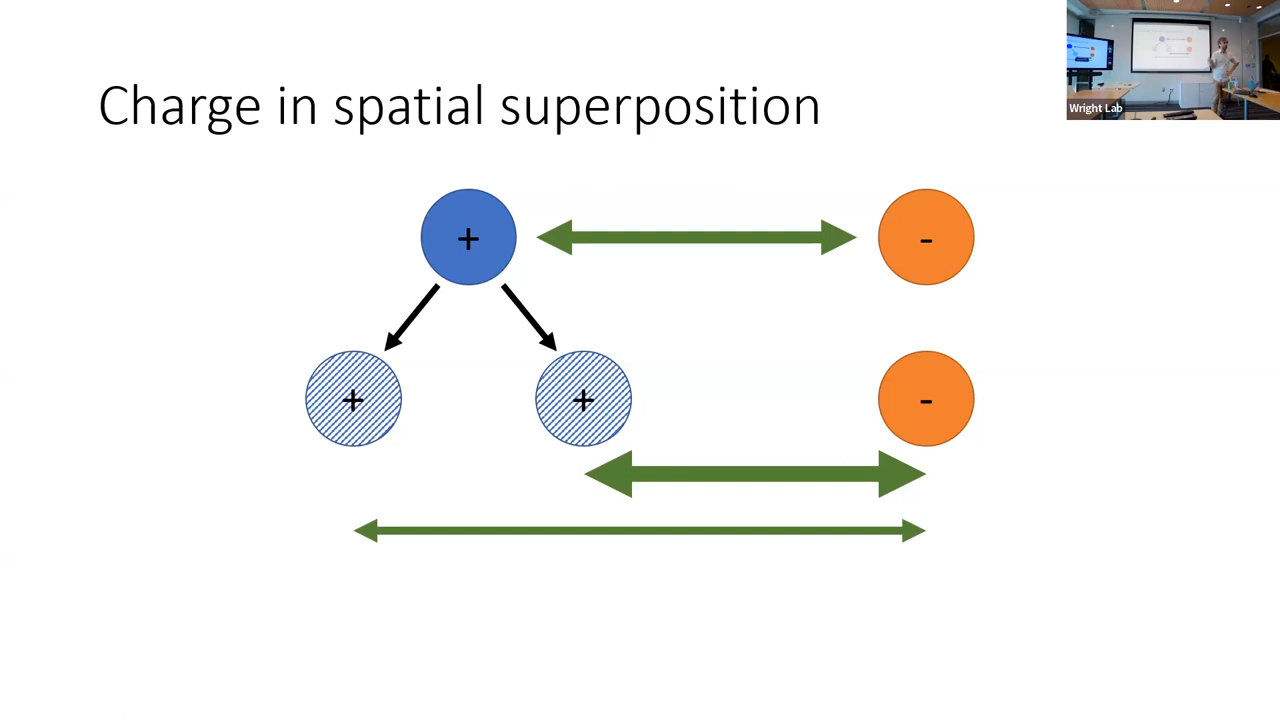 Charge in spatial superposition
Wright Lab
+
-
+
+
-